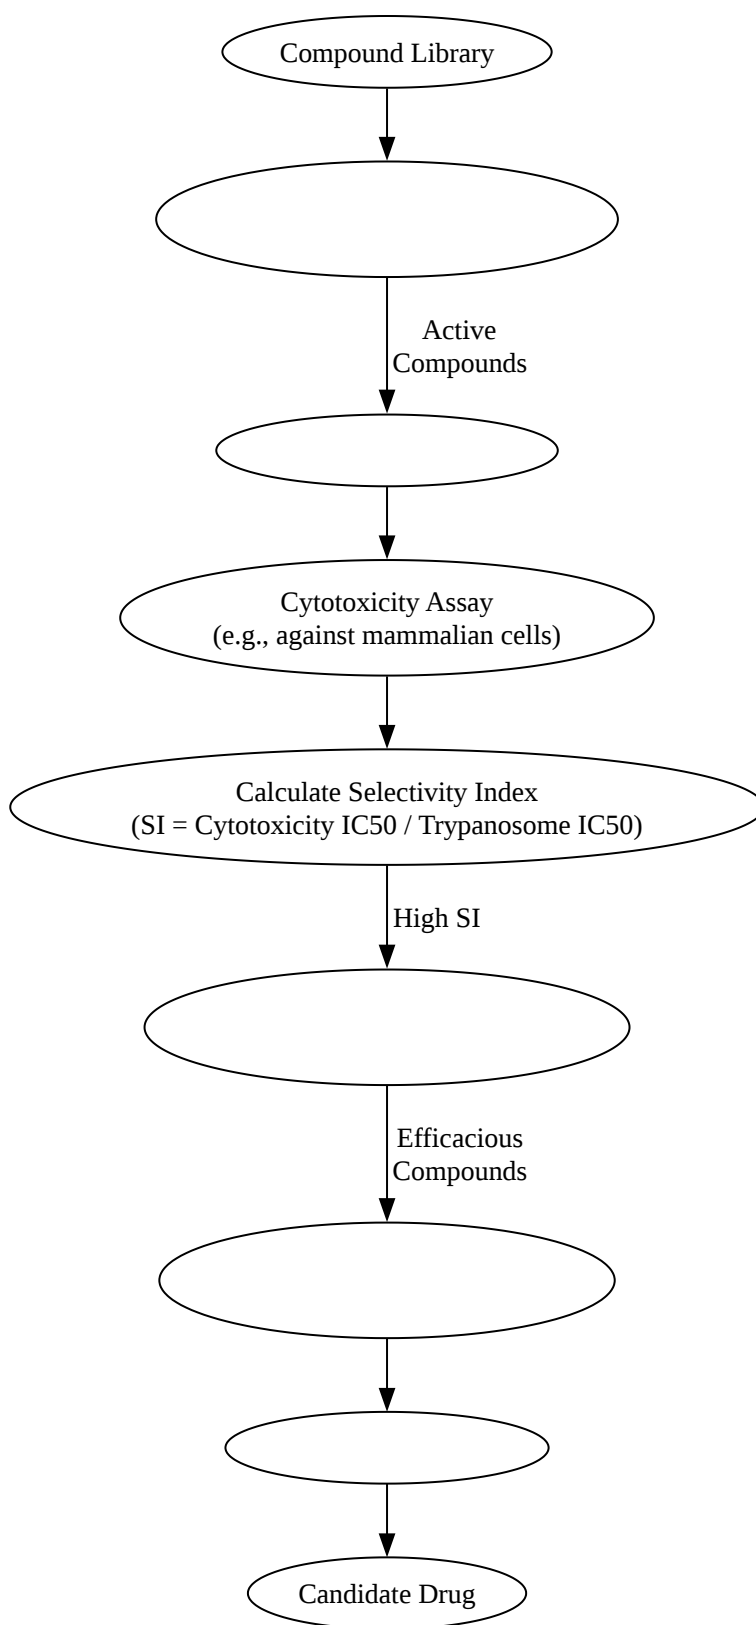 Compound Library
Active
Compounds
Cytotoxicity Assay
(e.g., against mammalian cells)
Calculate Selectivity Index
(SI = Cytotoxicity IC50 / Trypanosome IC50)
High SI
Efficacious
Compounds
Candidate Drug